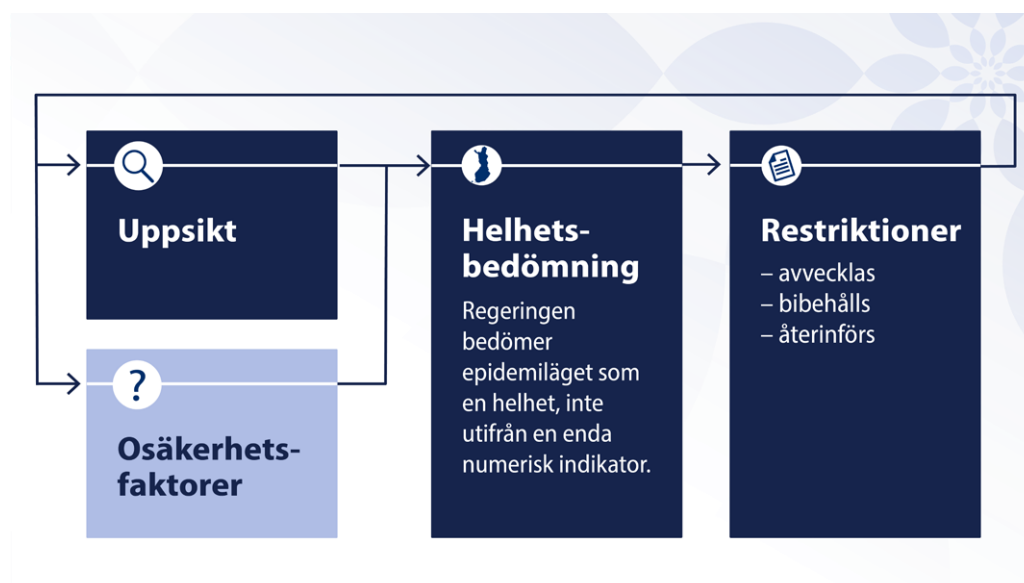 Uppsikt
?
Osäkerhets-
faktorer
Helhets-
bedömning
Regeringen
bedömer
epidemiläget som
en helhet, inte
utifrån en enda
numerisk indikator.
Restriktioner
– avvecklas
– bibehålls
– återinförs